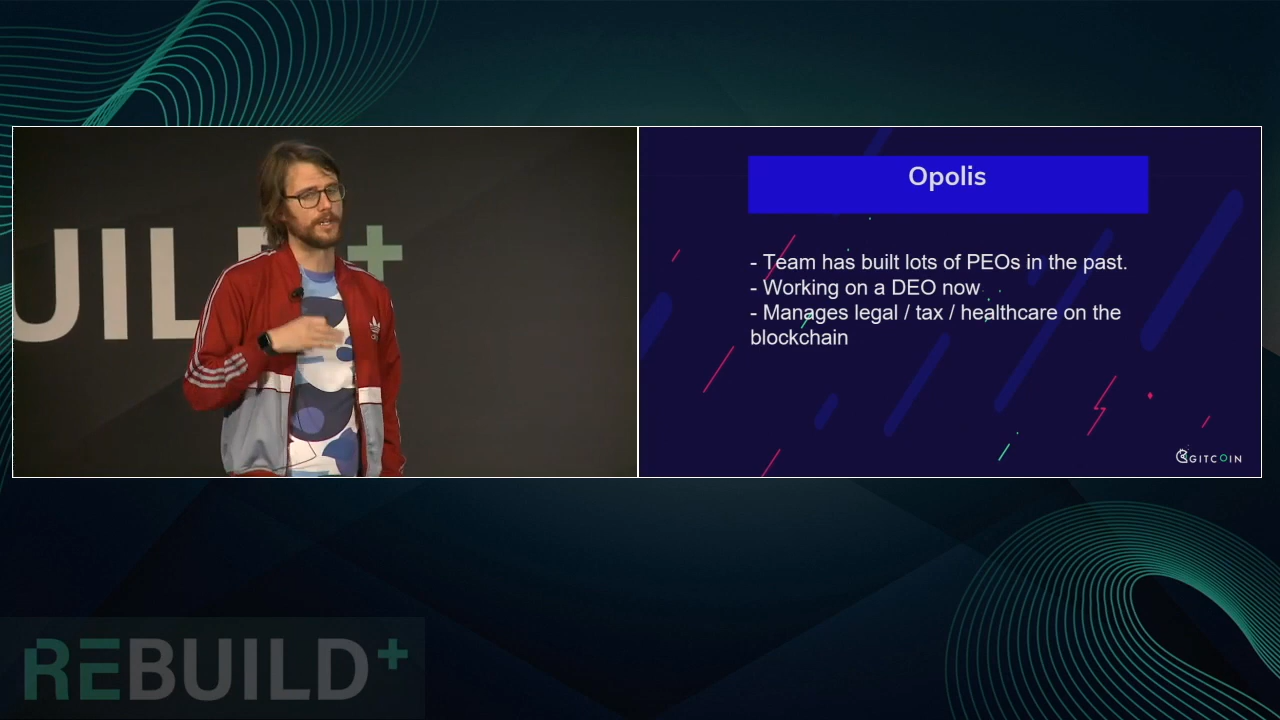 UILD+
Opolis
- Team has built lots of PEOs in the past.
- Working on a DEO now
- Manages legal / tax / healthcare on the
blockchain
GITCOIN
REBUILD+